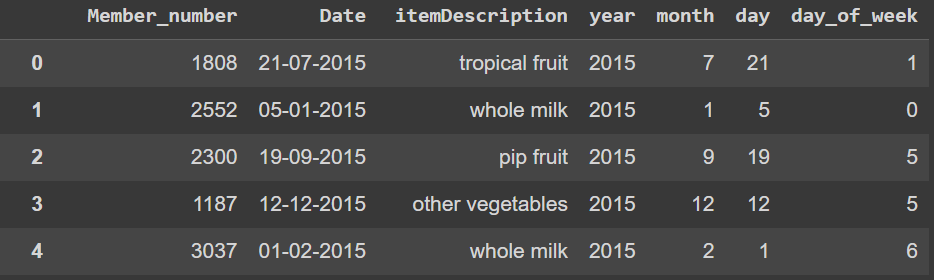 Member_number Date itemDescription year month day day_of_week
0 1808 21-07-2015 tropical fruit 2015 7 21 1
1 2552 05-01-2015 whole milk 2015 1 5 0
2 2300 19-09-2015 pip fruit 2015 9 19 5
3 1187 12-12-2015 other vegetables 2015 12 12 5
4 3037 01-02-2015 whole milk 2015 2 1 6